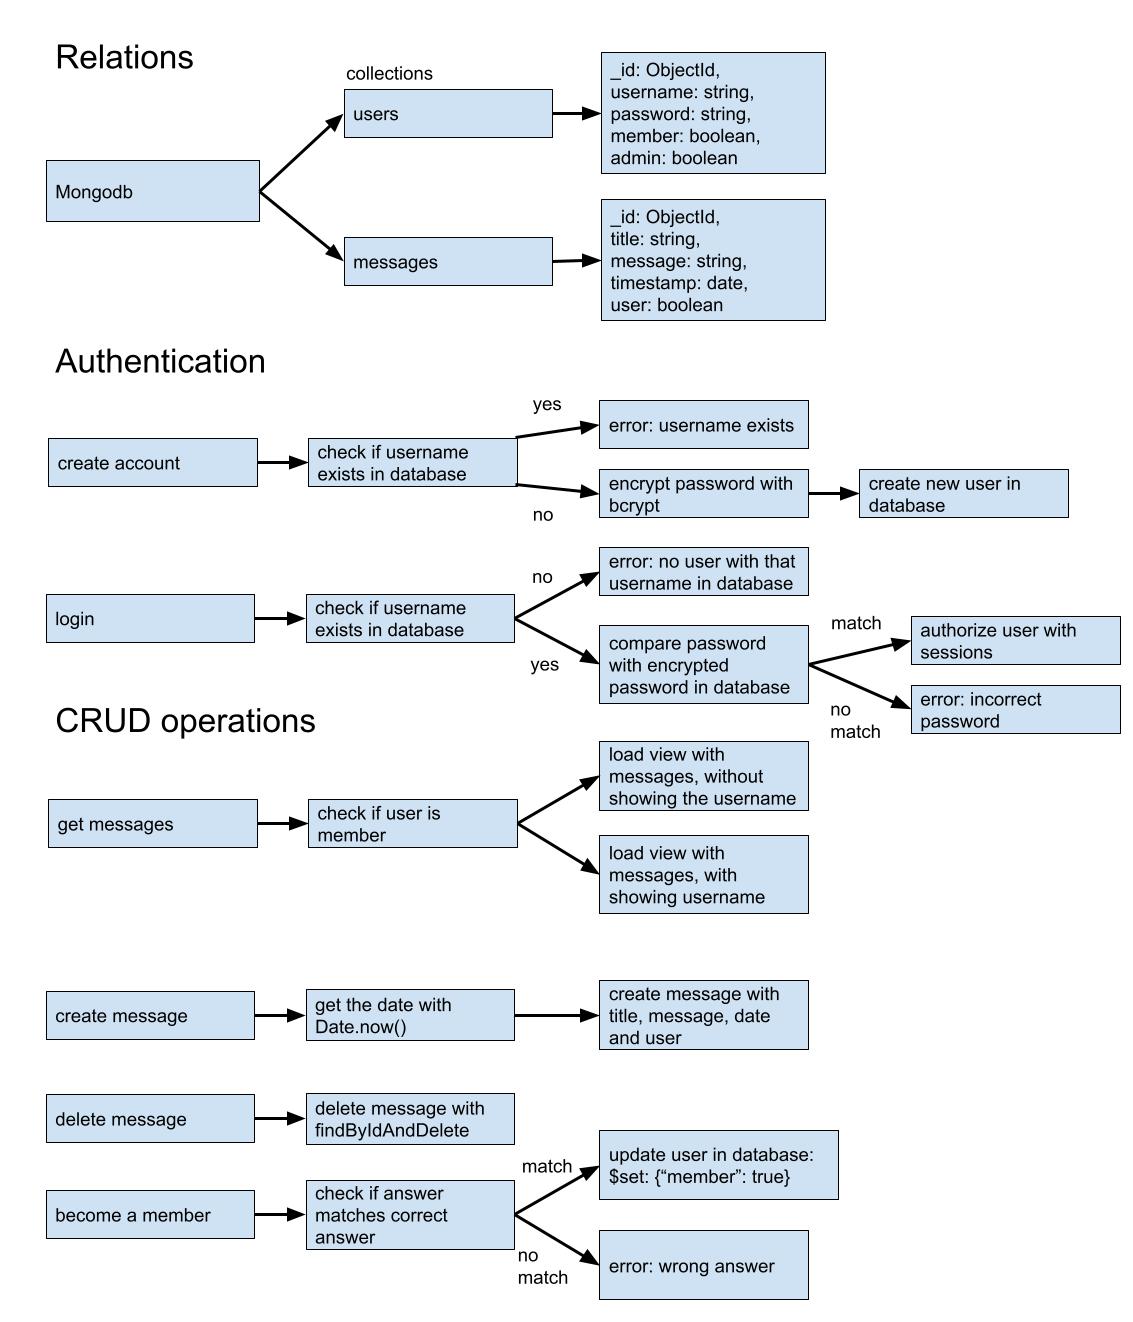 Relations
collections
Mongodb
users
_id: ObjectId,
username: string,
password: string,
member: boolean,
admin: boolean
messages
_id: ObjectId,
title: string,
message: string,
timestamp: date,
user: boolean
Authentication
create account
check if username
exists in database
yes
error: username exists
no
encrypt password with
bcrypt
create new user in
database
login
check if username
exists in database
no
error: no user with that
username in database
yes
compare password
with encrypted
password in database
match
authorize user with
sessions
no
match
error: incorrect
password
CRUD operations
get messages
check if user is
member
load view with
messages, without
showing the username
load view with
messages, with
showing username
create message
get the date with
Date.now()
create message with
title, message, date
and user
delete message
delete message with
findByIdAndDelete
become a member
check if answer
matches correct
answer
match
update user in database:
$set: {“member”: true}
no
match
error: wrong answer